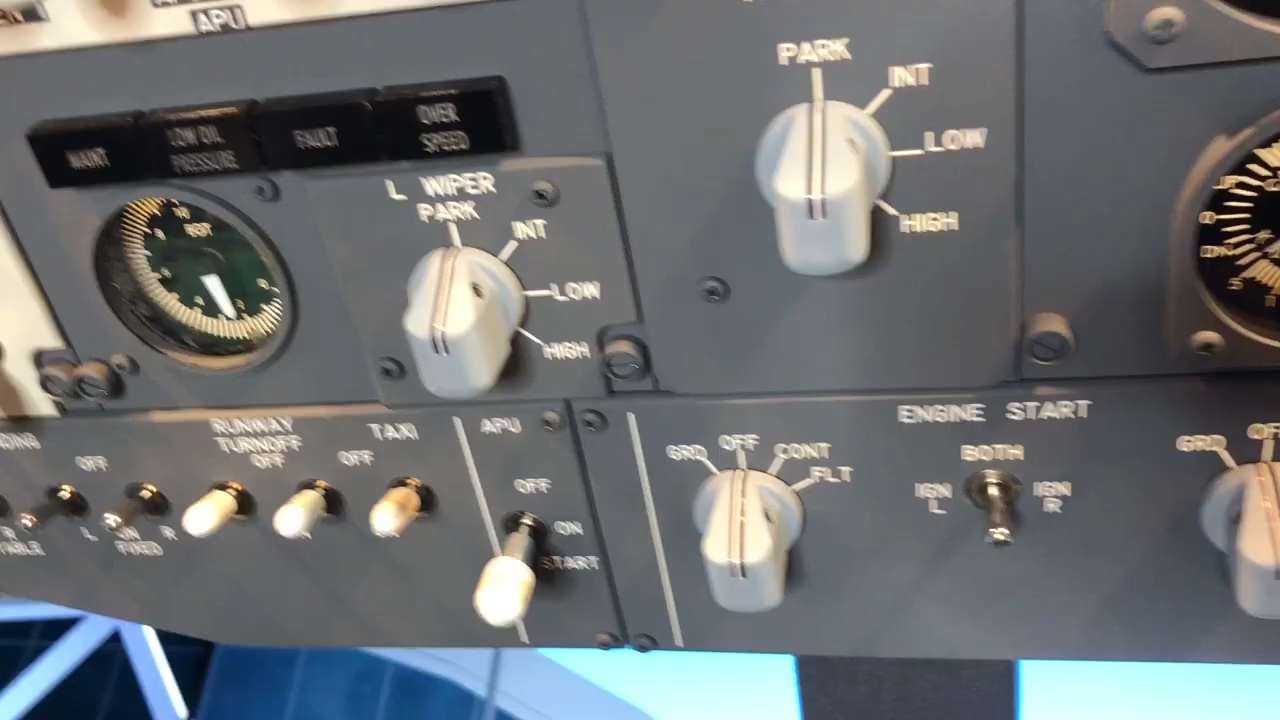 APU
MAINT
LOW OIL
PRESSURE
FAULT
OVER
SPEED
PARK
INT
LOW
HIGH
L WIPER
PARK
INT
LOW
HIGH
RUNWAY
TURNOFF
OFF
TAXI
OFF
OFF
APU
OFF
ON
START
L
R
FIXED
GRD
OFF
CONT
FLT
ENGINE START
BOTH
IGN
L
IGN
R
GRD